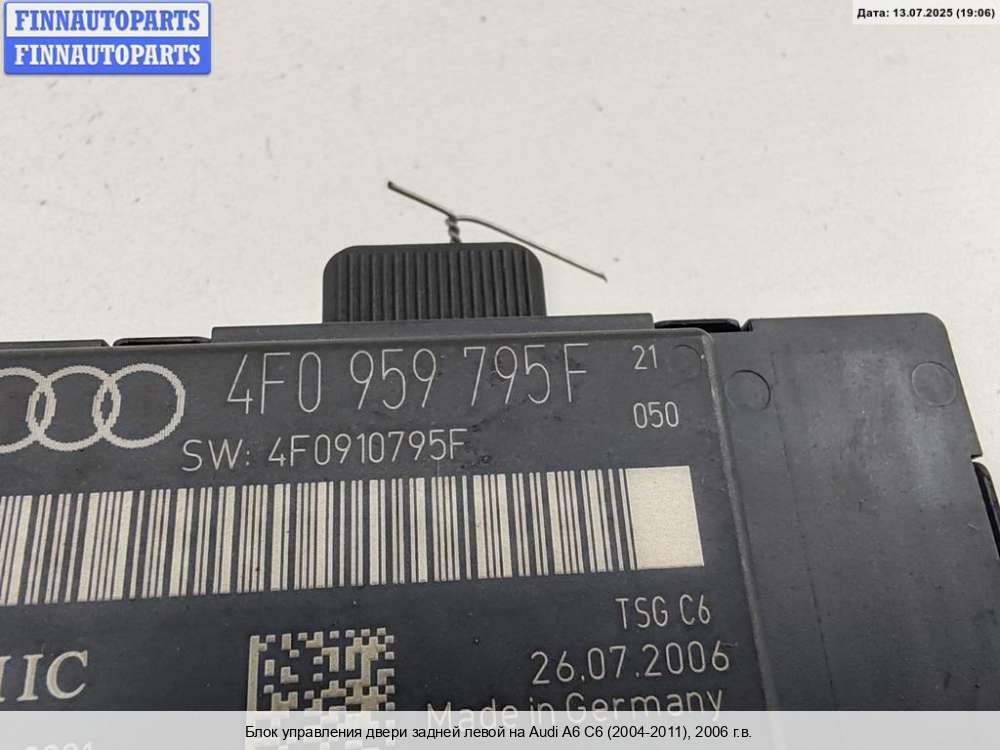 FINNAUTOPARTS
FINNAUTOPARTS
Дата: 13.07.2025 (19:06)
4F0 959 795F 21
050
SW: 4F0910795F
TSG C6
26.07.2006
Made in Germany
Блок управления двери задней левой на Audi A6 C6 (2004-2011), 2006 г.в.